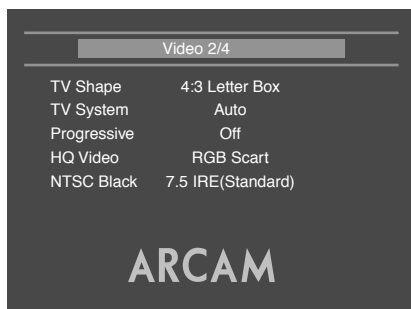 Video 2/4
TV Shape 4:3 Letter Box
TV System Auto
Progressive Off
HQ Video RGB Scart
NTSC Black 7.5 IRE(Standard)
ARCAM